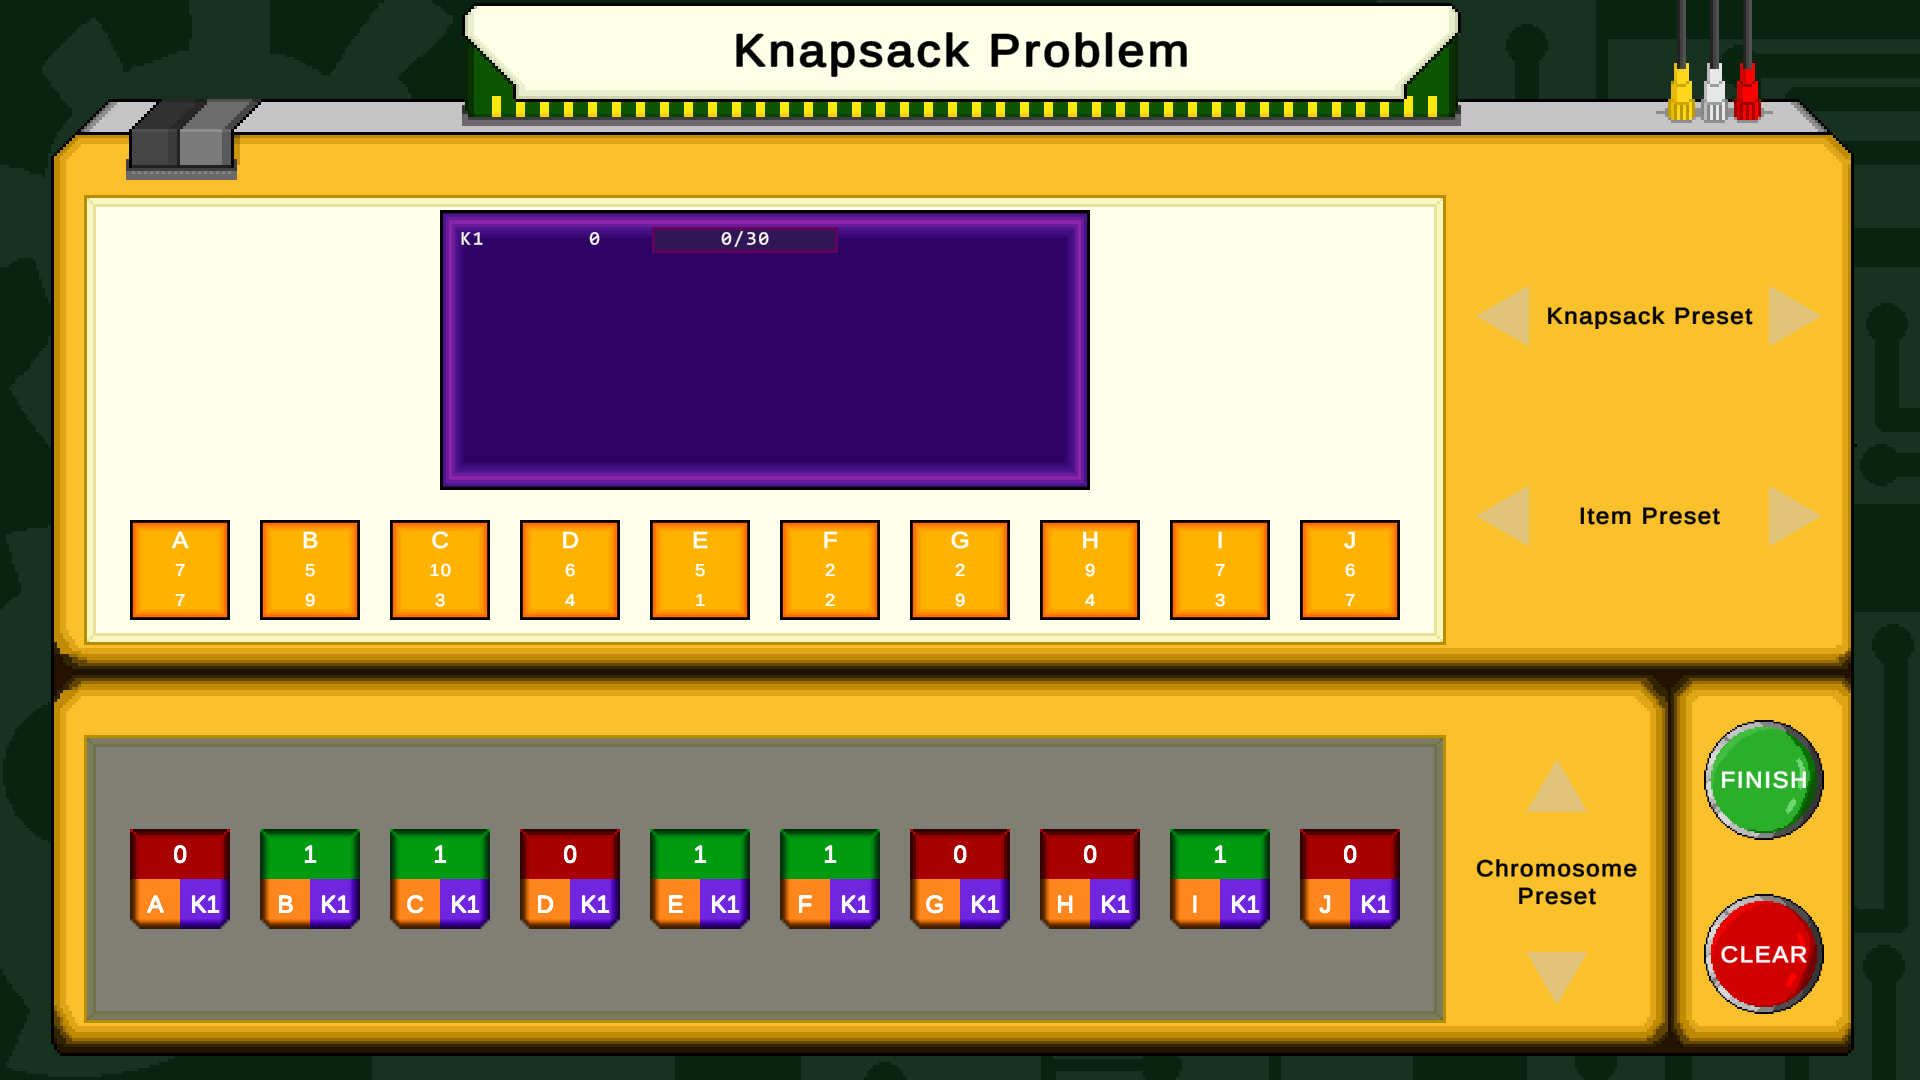 Knapsack Problem
K1 0 0/30
Knapsack Preset
A B C D E F G H I J
7 5 10 6 5 2 2 9 7 6
7 9 3 4 1 2 9 4 3 7
Item Preset
0 1 1 0 1 1 0 0 1 0
A K1 B K1 C K1 D K1 E K1 F K1 G K1 H K1 I K1 J K1
Chromosome
Preset
FINISH
CLEAR